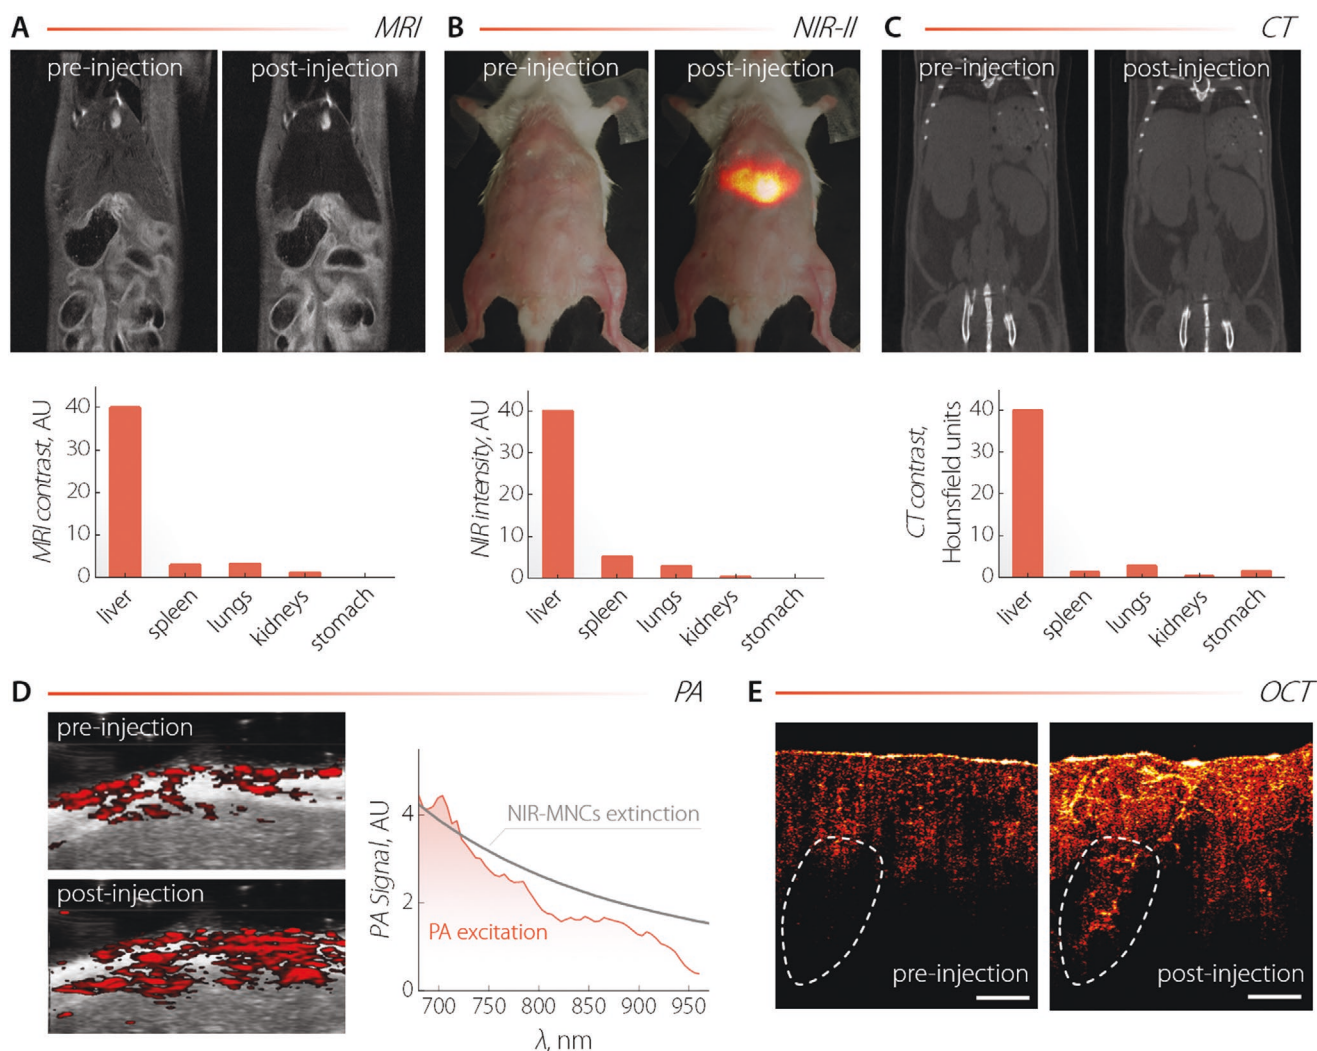 A MRI
pre-injection
post-injection
B NIR-II
pre-injection
post-injection
C CT
pre-injection
post-injection
MRI contrast, AU
40
30
20
10
0
liver
spleen
lungs
kidneys
stomach
NIR intensity, AU
40
30
20
10
0
liver
spleen
lungs
kidneys
stomach
CT contrast,
Hounsfield units
40
30
20
10
0
liver
spleen
lungs
kidneys
stomach
D PA
pre-injection
post-injection
PA Signal, AU
4
2
0
NIR-MNCs extinction
PA excitation
700 750 800 850 900 950
λ, nm
E OCT
pre-injection
post-injection